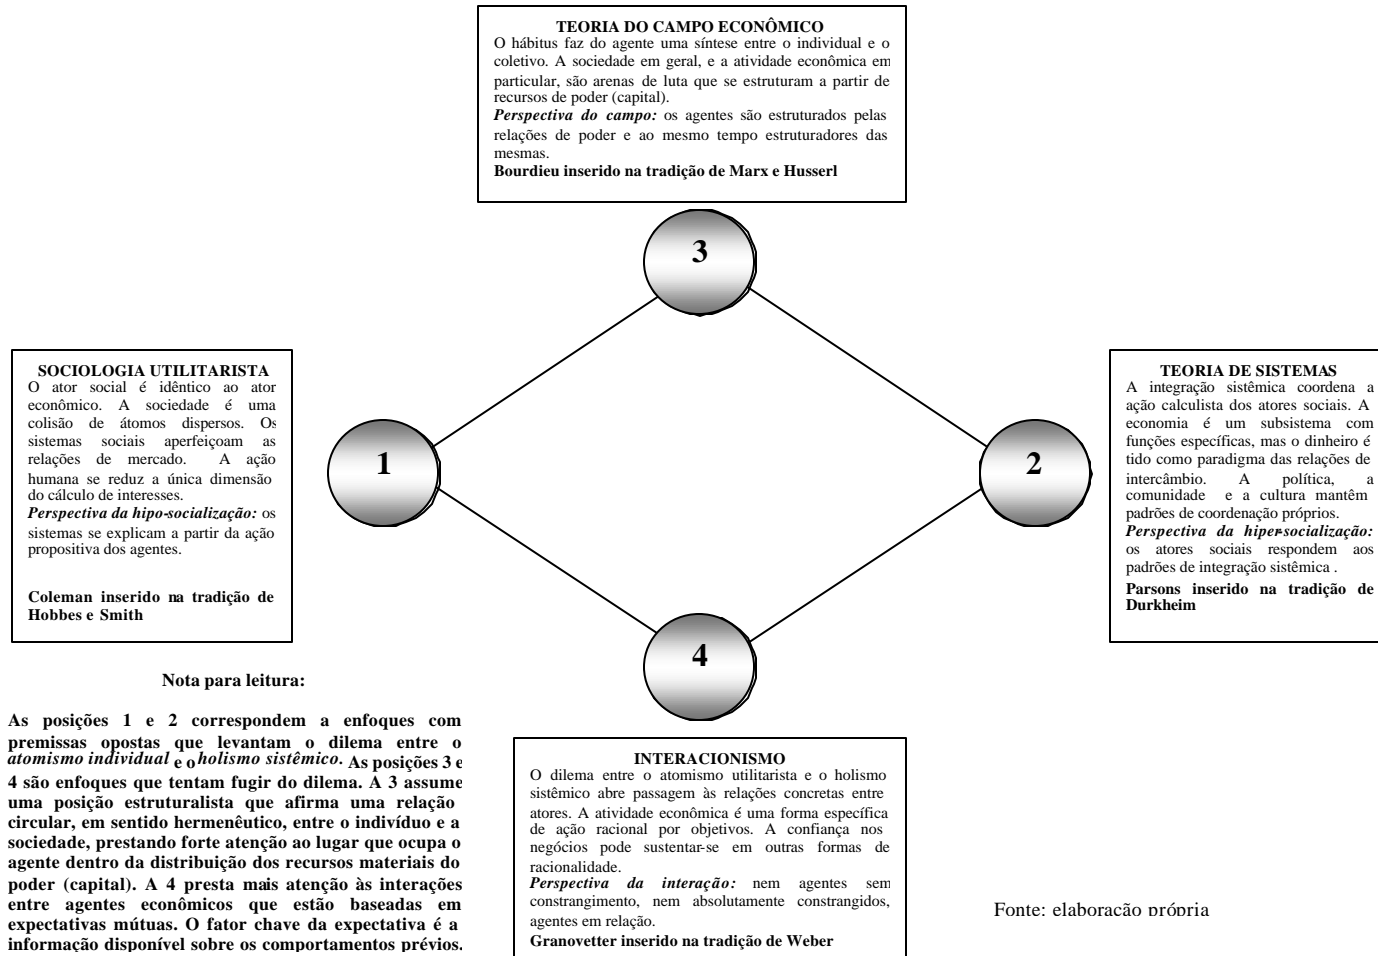 TEORIA DO CAMPO ECONÔMICO
O hábitus faz do agente uma síntese entre o individual e o
coletivo. A sociedade em geral, e a atividade econômica em
particular, são arenas de luta que se estruturam a partir de
recursos de poder (capital).
Perspectiva do campo: os agentes são estruturados pelas
relações de poder e ao mesmo tempo estruturadores das
mesmas.
Bourdieu inserido na tradição de Marx e Husserl
3
SOCIOLOGIA UTILITARISTA
O ator social é idêntico ao ator
econômico. A sociedade é uma
colisão de átomos dispersos. Os
sistemas sociais aperfeiçoam as
relações de mercado. A ação
humana se reduz a única dimensão
do cálculo de interesses.
Perspectiva da hipo-socialização: os
sistemas se explicam a partir da ação
propositiva dos agentes.
Coleman inserido na tradição de
Hobbes e Smith
1
2
TEORIA DE SISTEMAS
A integração sistêmica coordena a
ação calculista dos atores sociais. A
economia é um subsistema com
funções específicas, mas o dinheiro é
tido como paradigma das relações de
intercâmbio. A política, a
comunidade e a cultura mantêm
padrões de coordenação próprios.
Perspectiva da hiper-socialização:
os atores sociais respondem aos
padrões de integração sistêmica .
Parsons inserido na tradição de
Durkheim
4
Nota para leitura:
As posições 1 e 2 correspondem a enfoques com
premissas opostas que levantam o dilema entre o
atomismo individual e o holismo sistêmico. As posições 3 e
4 são enfoques que tentam fugir do dilema. A 3 assume
uma posição estruturalista que afirma uma relação
circular, em sentido hermenêutico, entre o indivíduo e a
sociedade, prestando forte atenção ao lugar que ocupa o
agente dentro da distribuição dos recursos materiais do
poder (capital). A 4 presta mais atenção às interações
entre agentes econômicos que estão baseadas em
expectativas mútuas. O fator chave da expectativa é a
informação disponível sobre os comportamentos prévios.
INTERACIONISMO
O dilema entre o atomismo utilitarista e o holismo
sistêmico abre passagem às relações concretas entre
atores. A atividade econômica é uma forma específica
de ação racional por objetivos. A confiança nos
negócios pode sustentar-se em outras formas de
racionalidade.
Perspectiva da interação: nem agentes sem
constrangimento, nem absolutamente constrangidos,
agentes em relação.
Granovetter inserido na tradição de Weber
Fonte: elaboração própria